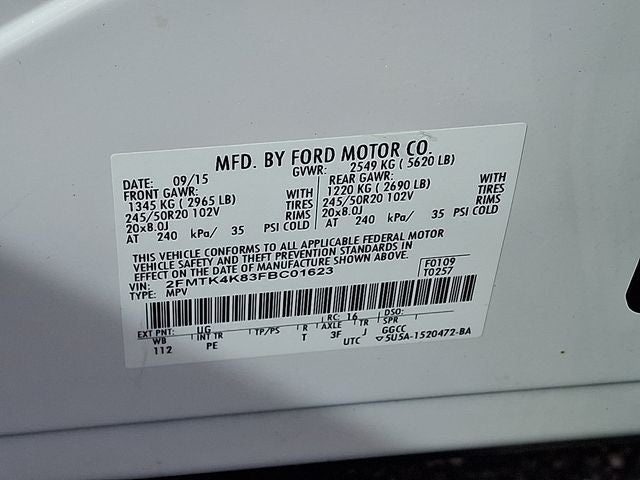 MFD. BY FORD MOTOR CO.
DATE: 09/15 GVWR: 2549 KG ( 5620 LB)
FRONT GAWR: REAR GAWR:
1345 KG ( 2965 LB) WITH 1220 KG ( 2690 LB) WITH
245/50R20 102V TIRES 245/50R20 102V TIRES
20x8.0J RIMS 20x8.0J RIMS
AT 240 kPa/ 35 PSI COLD AT 240 kPa/ 35 PSI COLD
THIS VEHICLE CONFORMS TO ALL APPLICABLE FEDERAL MOTOR
VEHICLE SAFETY AND THEFT PREVENTION STANDARDS IN
EFFECT ON THE DATE OF MANUFACTURE SHOWN ABOVE.
VIN: 2FMTK4K83FBC01623 F0109
TYPE: MPV T0257
EXT PNT: UG RC: 16 DSO:
WB INT TR TP/PS R AXLE TR SPR
112 PE T 3F J GGCC
UTC ▽5U5A-1520472-BA